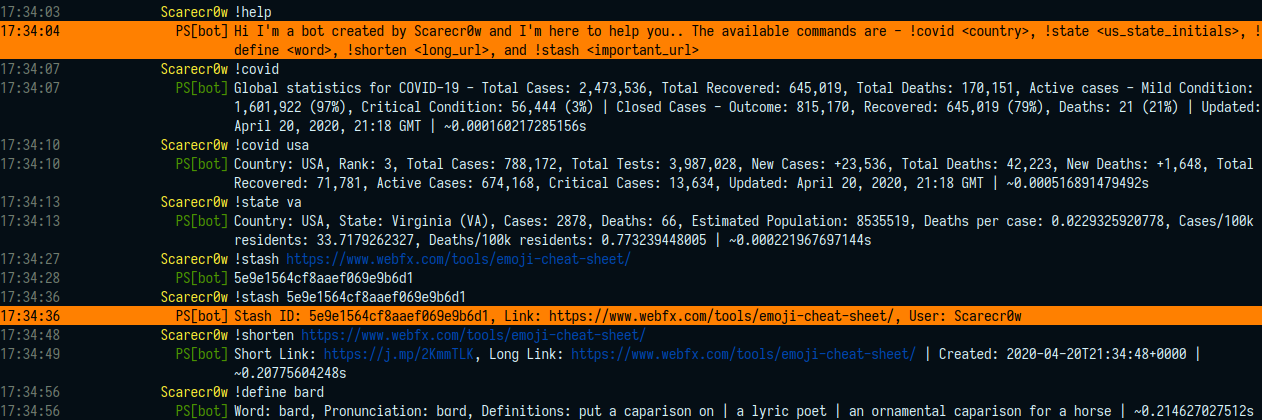 17:34:03 Scarecr0w !help
17:34:04 PS[bot] Hi I'm a bot created by Scarecr0w and I'm here to help you.. The available commands are - !covid <country>, !state <us_state_initials>, !
define <word>, !shorten <long_url>, and !stash <important_url>
17:34:07 Scarecr0w !covid
17:34:07 PS[bot] Global statistics for COVID-19 - Total Cases: 2,473,536, Total Recovered: 645,019, Total Deaths: 170,151, Active cases - Mild Condition:
1,601,922 (97%), Critical Condition: 56,444 (3%) | Closed Cases - Outcome: 815,170, Recovered: 645,019 (79%), Deaths: 21 (21%) | Updated:
April 20, 2020, 21:18 GMT | ~0.000160217285156s
17:34:10 Scarecr0w !covid usa
17:34:10 PS[bot] Country: USA, Rank: 3, Total Cases: 788,172, Total Tests: 3,987,028, New Cases: +23,536, Total Deaths: 42,223, New Deaths: +1,648, Total
Recovered: 71,781, Active Cases: 674,168, Critical Cases: 13,634, Updated: April 20, 2020, 21:18 GMT | ~0.000516891479492s
17:34:13 Scarecr0w !state va
17:34:13 PS[bot] Country: USA, State: Virginia (VA), Cases: 2878, Deaths: 66, Estimated Population: 8535519, Deaths per case: 0.0229325920778, Cases/100k
residents: 33.7179262327, Deaths/100k residents: 0.773239448005 | ~0.000221967697144s
17:34:27 Scarecr0w !stash https://www.webfx.com/tools/emoji-cheat-sheet/
17:34:28 PS[bot] 5e9e1564cf8aaef069e9b6d1
17:34:36 Scarecr0w !stash 5e9e1564cf8aaef069e9b6d1
17:34:36 PS[bot] Stash ID: 5e9e1564cf8aaef069e9b6d1, Link: https://www.webfx.com/tools/emoji-cheat-sheet/, User: Scarecr0w
17:34:48 Scarecr0w !shorten https://www.webfx.com/tools/emoji-cheat-sheet/
17:34:49 PS[bot] Short Link: https://j.mp/2KmmTLK, Long Link: https://www.webfx.com/tools/emoji-cheat-sheet/ | Created: 2020-04-20T21:34:48+0000 |
~0.20775604248s
17:34:56 Scarecr0w !define bard
17:34:56 PS[bot] Word: bard, Pronunciation: bɑrd, Definitions: put a caparison on | a lyric poet | an ornamental caparison for a horse | ~0.214627027512s